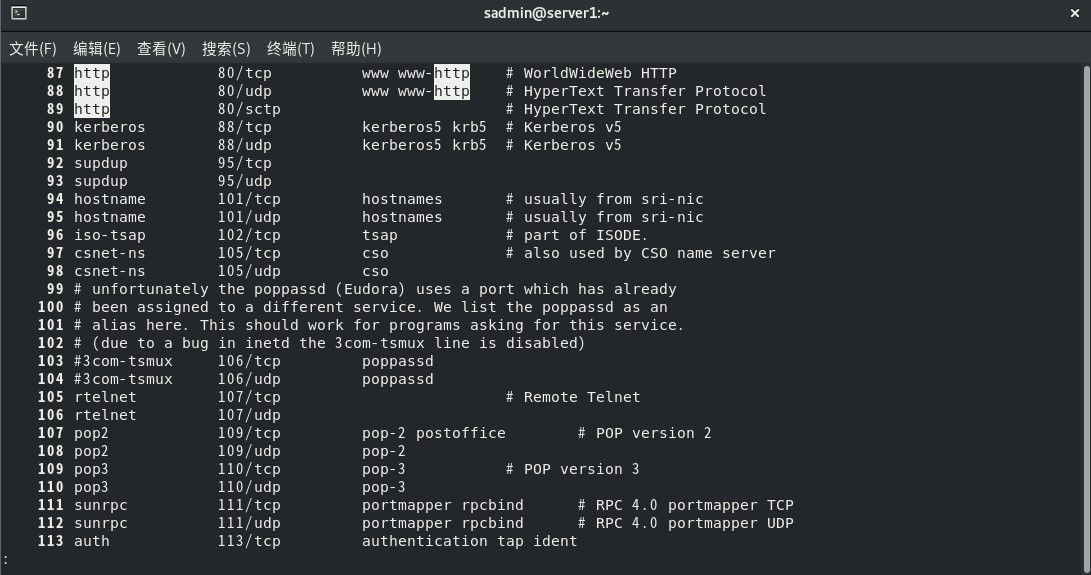 sadmin@server1:~
文件(F) 编辑(E) 查看(V) 搜索(S) 终端(T) 帮助(H)
87 http 80/tcp www www-http # WorldWideWeb HTTP
88 http 80/udp www www-http # HyperText Transfer Protocol
89 http 80/sctp # HyperText Transfer Protocol
90 kerberos 88/tcp kerberos5 krb5 # Kerberos v5
91 kerberos 88/udp kerberos5 krb5 # Kerberos v5
92 supdup 95/tcp
93 supdup 95/udp
94 hostname 101/tcp hostnames # usually from sri-nic
95 hostname 101/udp hostnames # usually from sri-nic
96 iso-tsap 102/tcp tsap # part of ISODE.
97 csnet-ns 105/tcp cso # also used by CSO name server
98 csnet-ns 105/udp cso
99 # unfortunately the poppassd (Eudora) uses a port which has already
100 # been assigned to a different service. We list the poppassd as an
101 # alias here. This should work for programs asking for this service.
102 # (due to a bug in inetd the 3com-tsmux line is disabled)
103 #3com-tsmux 106/tcp poppassd
104 #3com-tsmux 106/udp poppassd
105 rtelnet 107/tcp # Remote Telnet
106 rtelnet 107/udp
107 pop2 109/tcp pop-2 postoffice # POP version 2
108 pop2 109/udp pop-2
109 pop3 110/tcp pop-3 # POP version 3
110 pop3 110/udp pop-3
111 sunrpc 111/tcp portmapper rpcbind # RPC 4.0 portmapper TCP
112 sunrpc 111/udp portmapper rpcbind # RPC 4.0 portmapper UDP
113 auth 113/tcp authentication tap ident
: